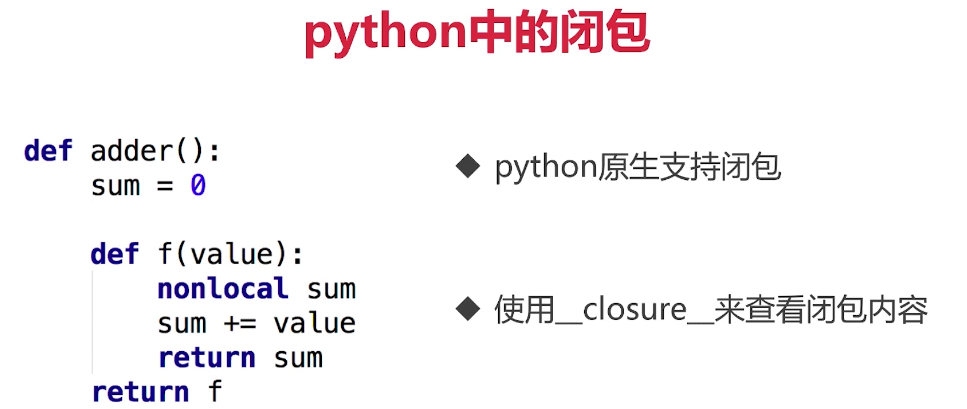 python中的闭包
def adder():
    sum = 0
    def f(value):
        nonlocal sum
        sum += value
        return sum
    return f
◆ python原生支持闭包
◆ 使用__closure__来查看闭包内容